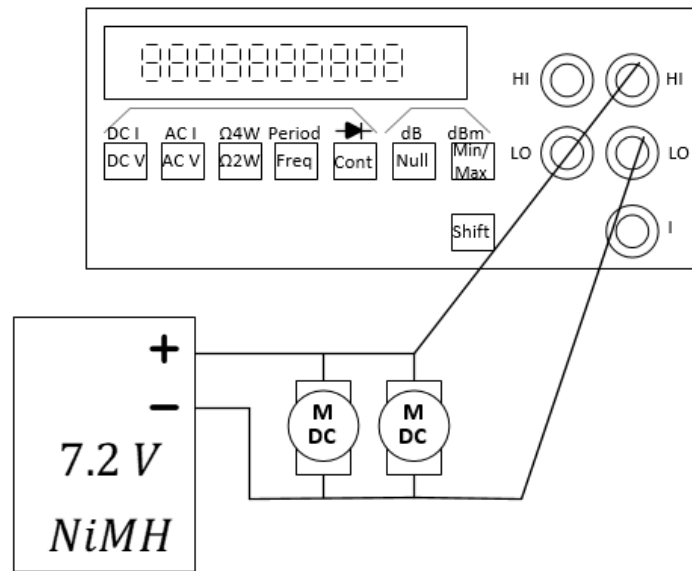 HI HI
DC I AC I Ω4W Period dB dBm
DC V AC V Ω2W Freq Cont Null Min/
Max
LO LO
Shift I
+
−
M M
DC DC
7.2 V
NiMH